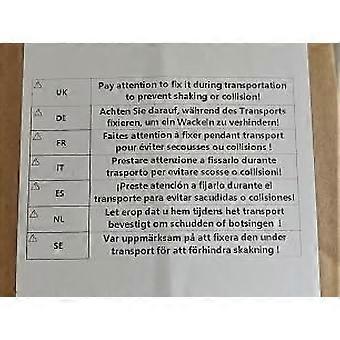 UK
Pay attention to fix it during transportation
to prevent shaking or collision!
DE
Achten Sie darauf, während des Transports
fixieren, um ein Wackeln zu verhindern!
FR
Faites attention à fixer pendant transport
pour éviter secousses ou collisions !
IT
Prestare attenzione a fissarlo durante
trasporto per evitare scosse o collisioni!
ES
¡Preste atención a fijarlo durante el
transporte para evitar sacudidas o colisiones!
NL
Let erop dat u hem tijdens het transport
bevestigt om schudden of botsingen !
SE
Var uppmärksam på att fixera den under
transport för att förhindra skakning !